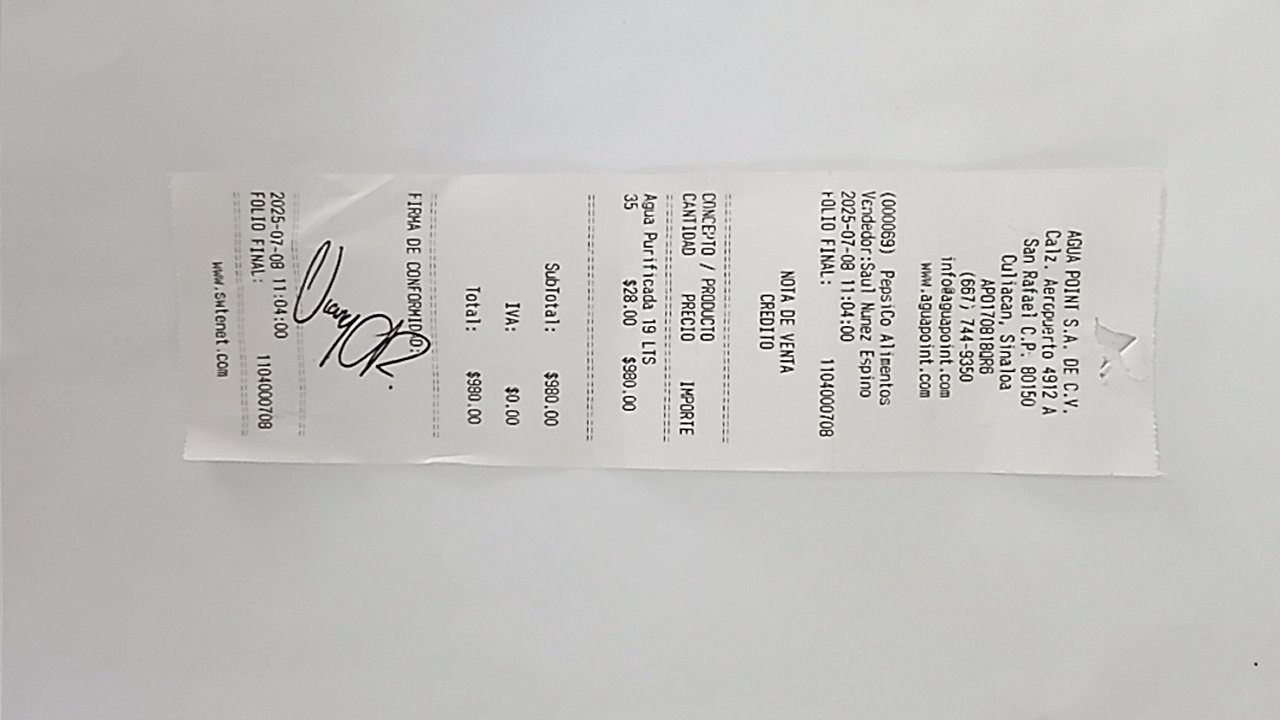 AGUA POINT S.A. DE C.V.
Calz. Aeropuerto 4912 A
San Rafael C.P. 80150
Culiacan, Sinaloa
APO170818QR6
(667) 744-9350
info@aguapoint.com
www.aguapoint.com
(000069) PepsiCo Alimentos
Vendedor:Saul Nunez Espino
2025-07-08 11:04:00
FOLIO FINAL: 1104000708
NOTA DE VENTA
CREDITO
CONCEPTO / PRODUCTO
CANTIDAD PRECIO IMPORTE
Agua Purificada 19 LTS
35 $28.00 $980.00
SubTotal: $980.00
IVA: $0.00
Total: $980.00
FIRMA DE CONFORMIDO:
2025-07-08 11:04:00
FOLIO FINAL: 1104000708
www.swtenet.com